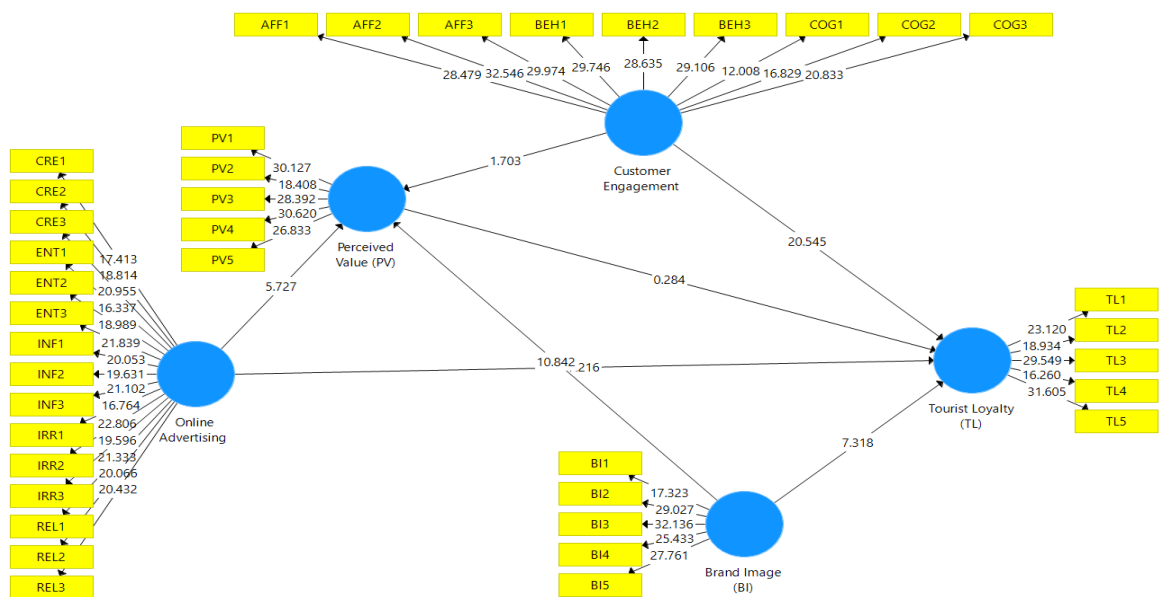 AFF1
AFF2
AFF3
BEH1
BEH2
BEH3
COG1
COG2
COG3
28.479
32.546
29.974
29.746
28.635
29.106
12.008
16.829
20.833
Customer
Engagement
PV1
PV2
PV3
PV4
PV5
30.127
18.408
28.392
30.620
26.833
Perceived
Value (PV)
1.703
20.545
5.727
0.284
10.842
.216
7.318
CRE1
CRE2
CRE3
ENT1
ENT2
ENT3
INF1
INF2
INF3
IRR1
IRR2
IRR3
REL1
REL2
REL3
17.413
18.814
20.955
16.337
18.989
21.839
20.053
19.631
21.102
16.764
22.806
19.596
21.333
20.066
20.432
Online
Advertising
TL1
TL2
TL3
TL4
TL5
23.120
18.934
29.549
16.260
31.605
Tourist Loyalty
(TL)
BI1
BI2
BI3
BI4
BI5
17.323
29.027
32.136
25.433
27.761
Brand Image
(BI)